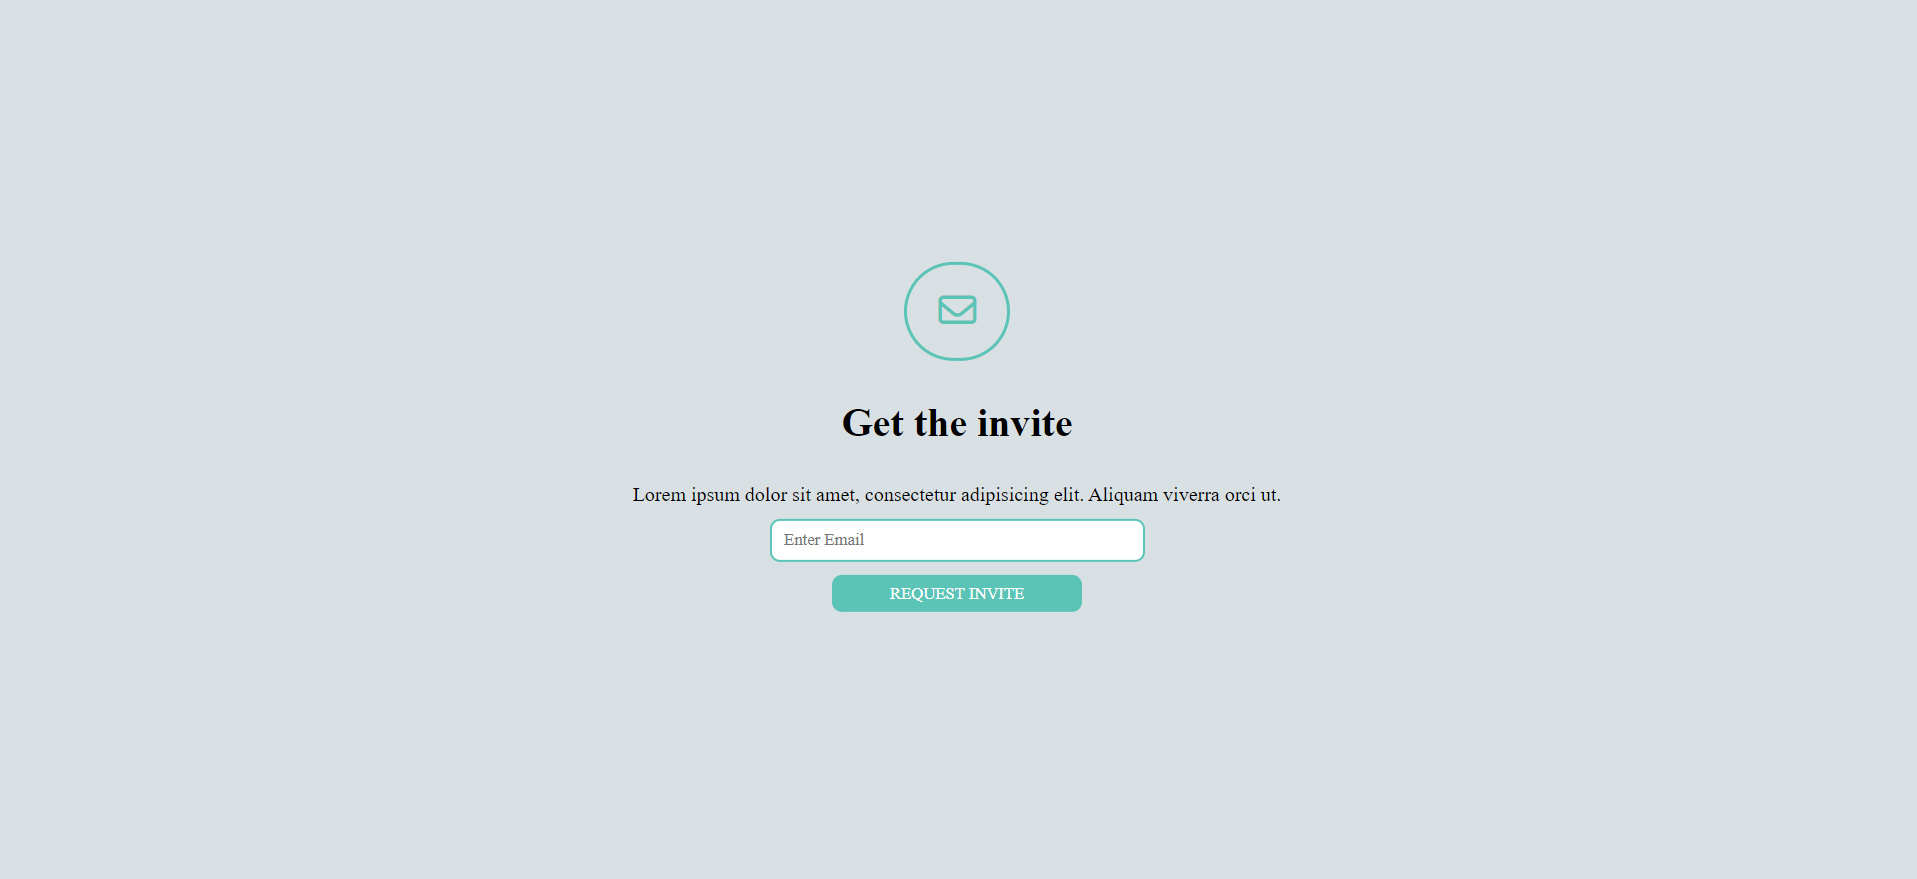 Get the invite
Lorem ipsum dolor sit amet, consectetur adipisicing elit. Aliquam viverra orci ut.
Enter Email
REQUEST INVITE